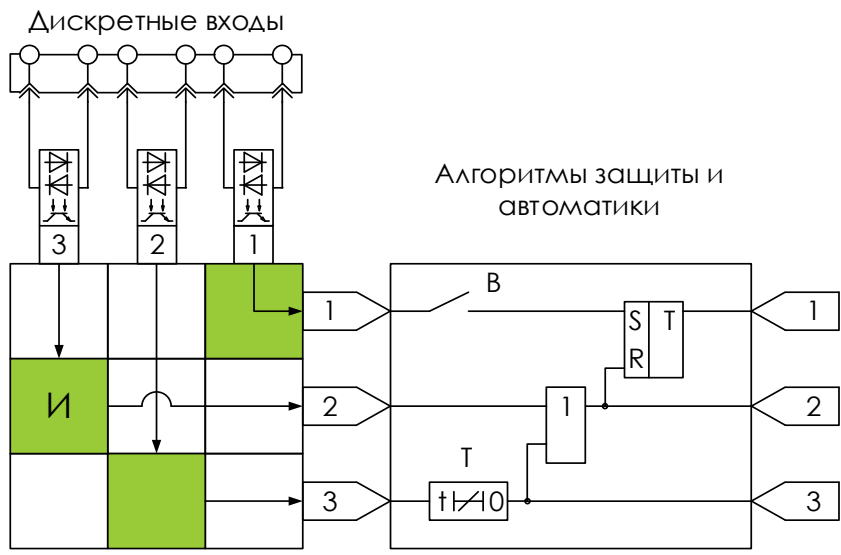 Дискретные входы
Алгоритмы защиты и
автоматики
3 2 1
1 В S T 1
R
И 2 1 2
T
3 t 0 3